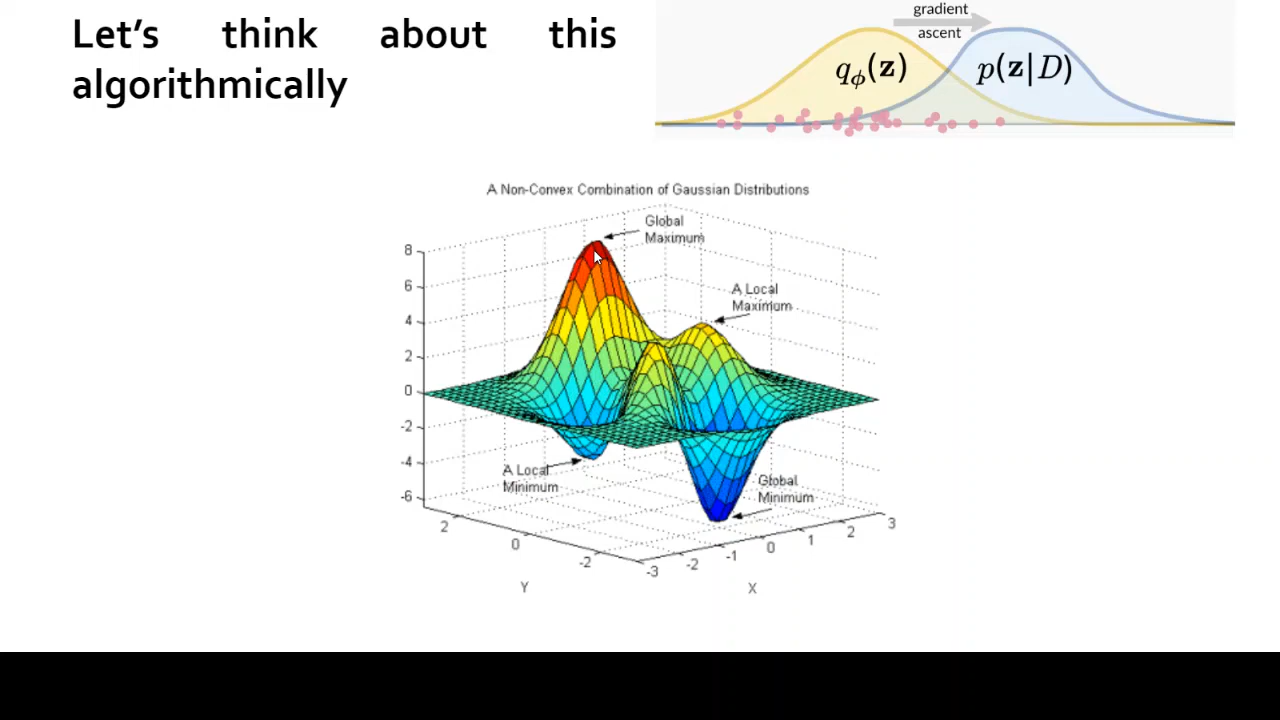 Let's think about this
algorithmically
gradient
ascent
qϕ(z)
p(z|D)
A Non-Convex Combination of Gaussian Distributions
Global
Maximum
A Local
Maximum
A Local
Minimum
Global
Minimum
8
6
4
2
0
-2
-4
-6
2
0
-2
Y
-3
-2
-1
0
1
2
3
X